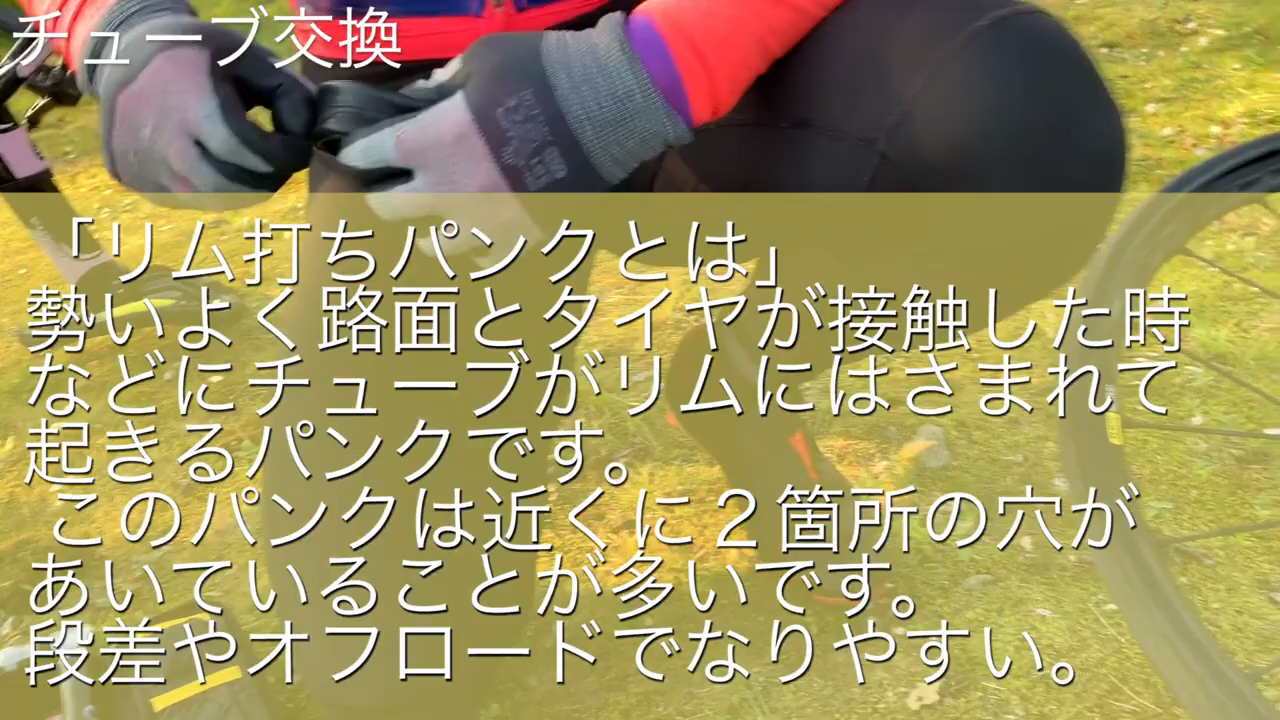 チューブ交換
「リム打ちパンクとは」
勢いよく路面とタイヤが接触した時
などにチューブがリムにはさまれて
起きるパンクです。
このパンクは近くに２箇所の穴が
あいていることが多いです。
段差やオフロードでなりやすい。